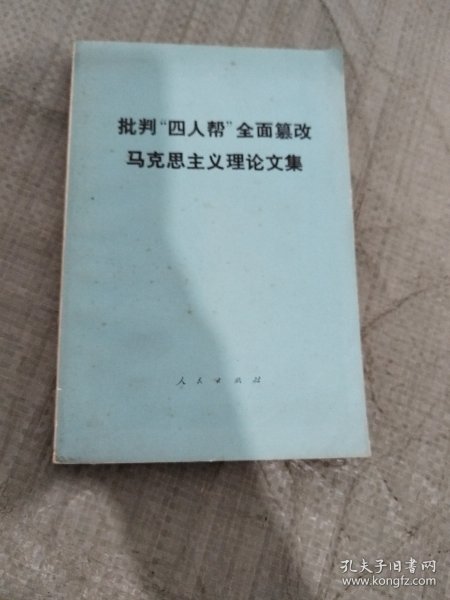 批判“四人帮”全面篡改
马克思主义理论文集
人民出版社
孔夫子旧书网
www.kongfz.com